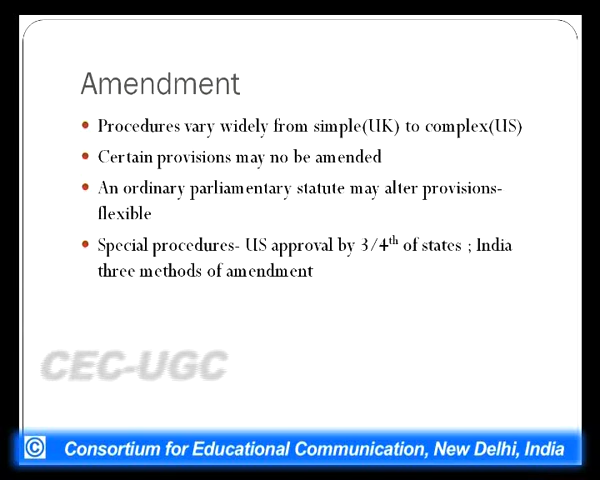 Amendment
Procedures vary widely from simple(UK) to complex(US)
Certain provisions may no be amended
An ordinary parliamentary statute may alter provisions-
flexible
Special procedures- US approval by 3/4th of states ; India
three methods of amendment
CEC-UGC
© Consortium for Educational Communication, New Delhi, India